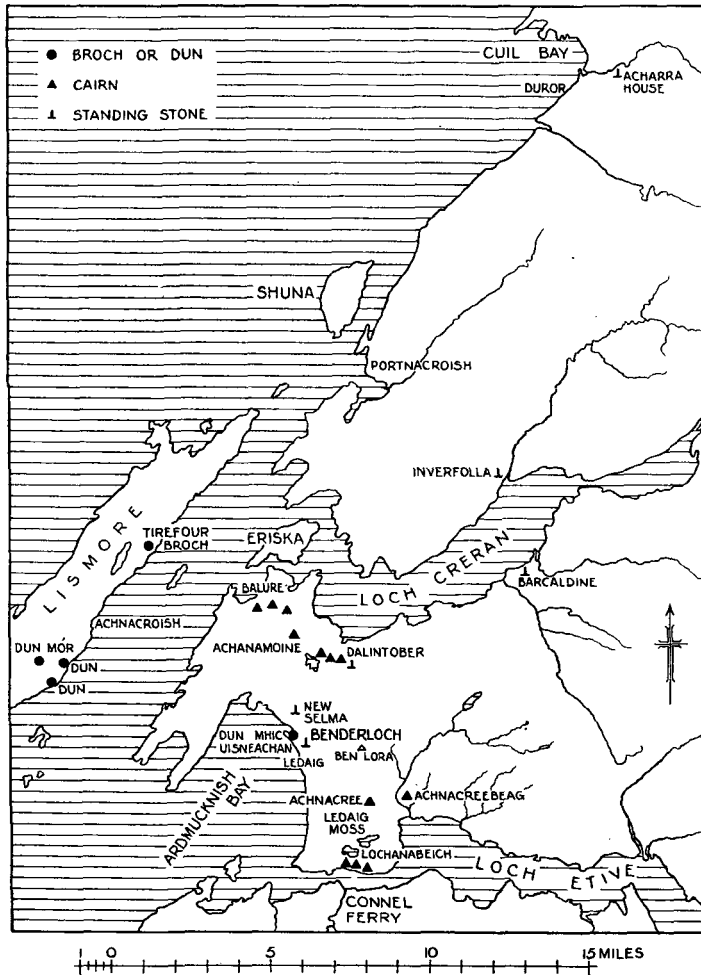 BROCH OR DUN
CAIRN
STANDING STONE
CUIL BAY
ACHARRA
HOUSE
DUROR
SHUNA
PORTNACROISH
INVERFOLLA
LISMORE
TIREFOUR
BROCH
ERISKA
LOCH CRERAN
BARCALDINE
BALURE
ACHNACROISH
ACHANAMOINE
DALINTOBER
DUN MÓR
DUN
DUN
NEW
SELMA
DUN MHIC
UISNEACHAN
BENDERLOCH
LEDAIG
BEN LORA
ARDMUCKNISH
BAY
ACHNACREE
ACHNACREEBEAG
LEDAIG
MOSS
LOCHANABEICH
LOCH ETIVE
CONNEL
FERRY
1 0 5 10 15 MILES